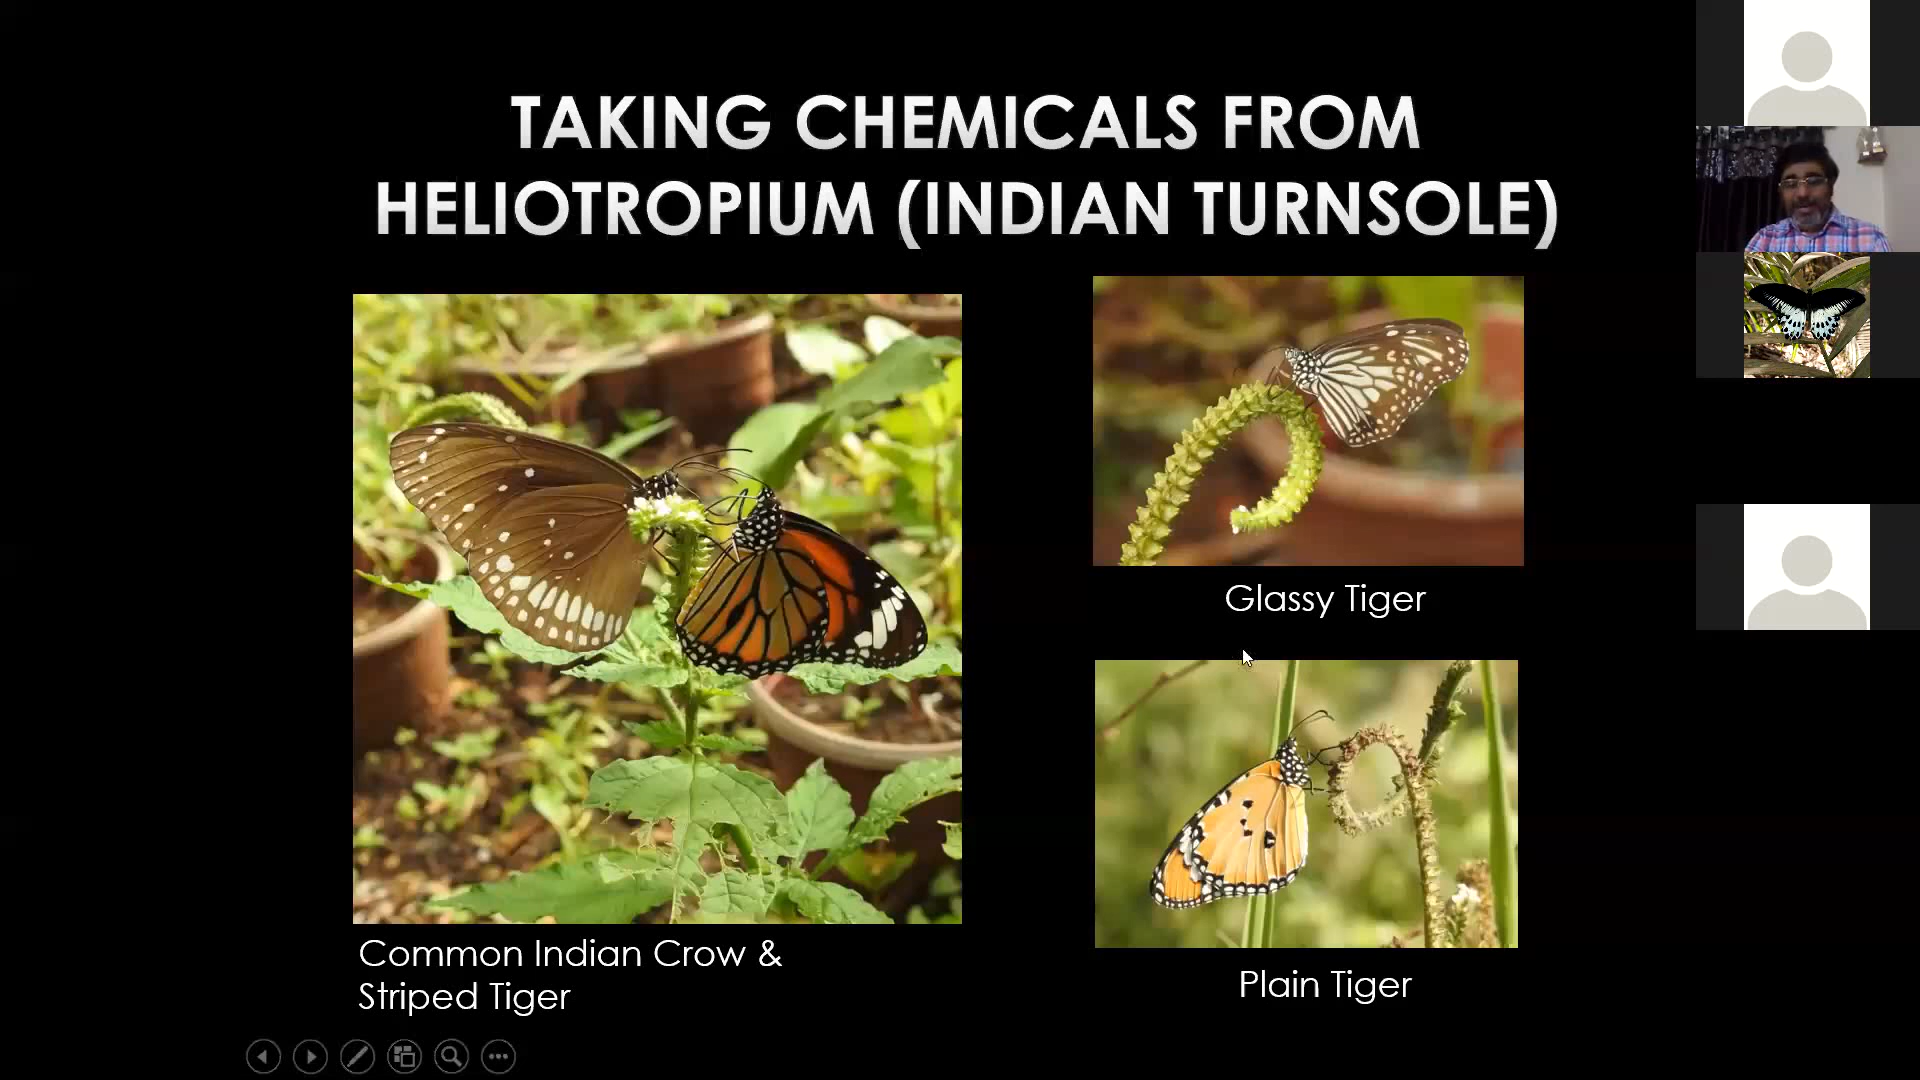 TAKING CHEMICALS FROM
HELIOTROPIUM (INDIAN TURNSOLE)
Glassy Tiger
Common Indian Crow &
Striped Tiger
Plain Tiger